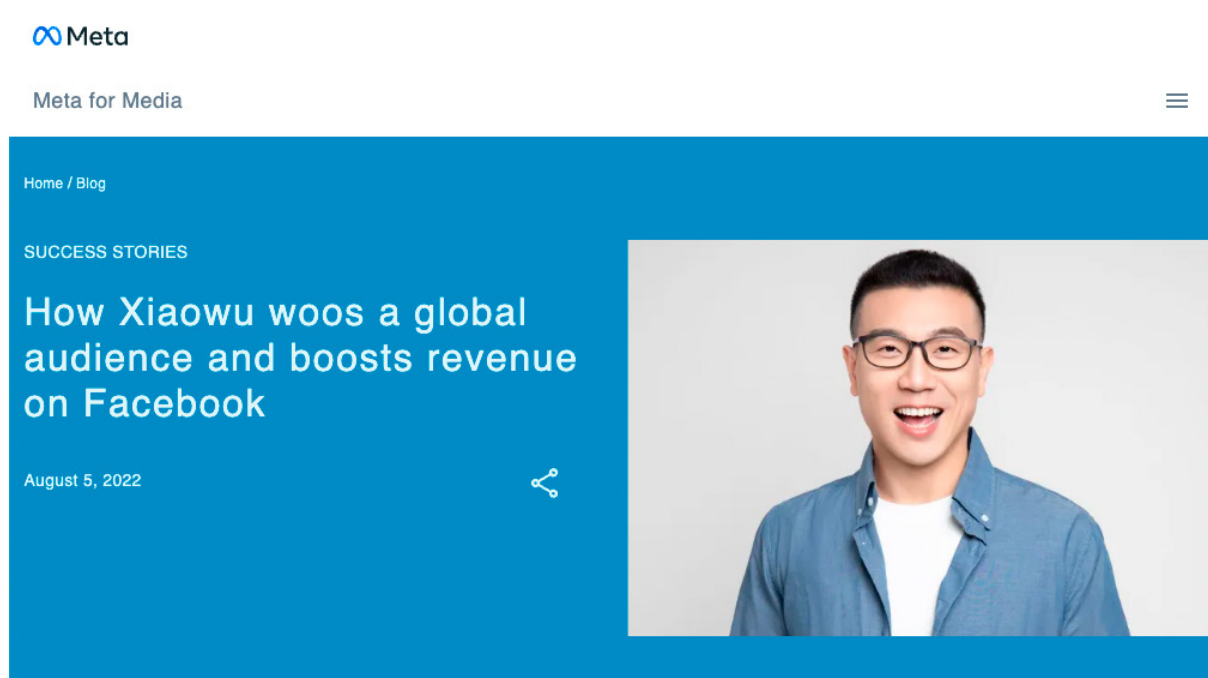 Meta
Meta for Media
Home / Blog
SUCCESS STORIES
How Xiaowu woos a global
audience and boosts revenue
on Facebook
August 5, 2022